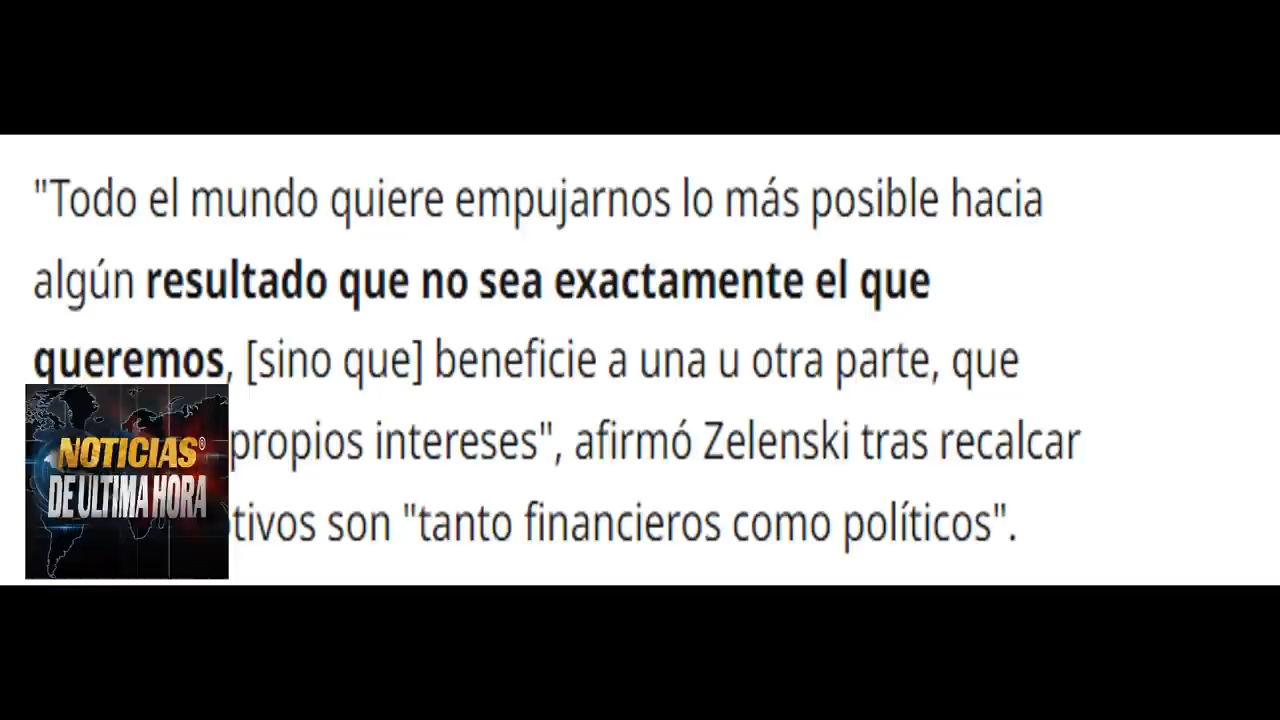 "Todo el mundo quiere empujarnos lo más posible hacia
algún resultado que no sea exactamente el que
queremos, [sino que] beneficie a una u otra parte, que
propios intereses", afirmó Zelenski tras recalcar
tivos son "tanto financieros como políticos".
NOTICIAS®
DE ULTIMA HORA